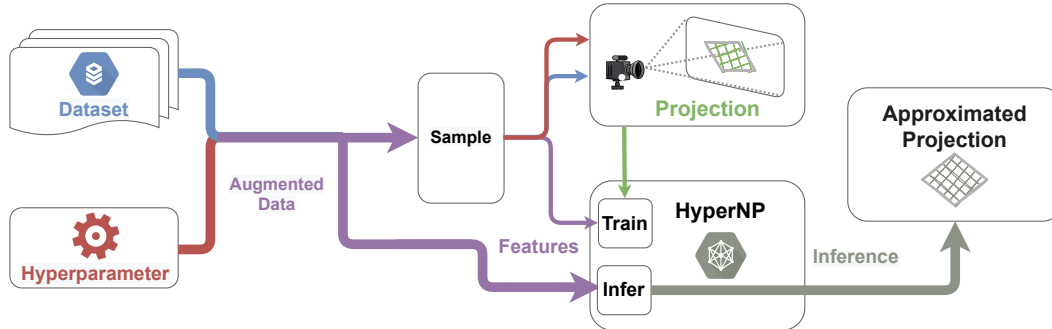 Dataset
Hyperparameter
Augmented
Data
Sample
Projection
Features
Train
HyperNP
Infer
Inference
Approximated
Projection